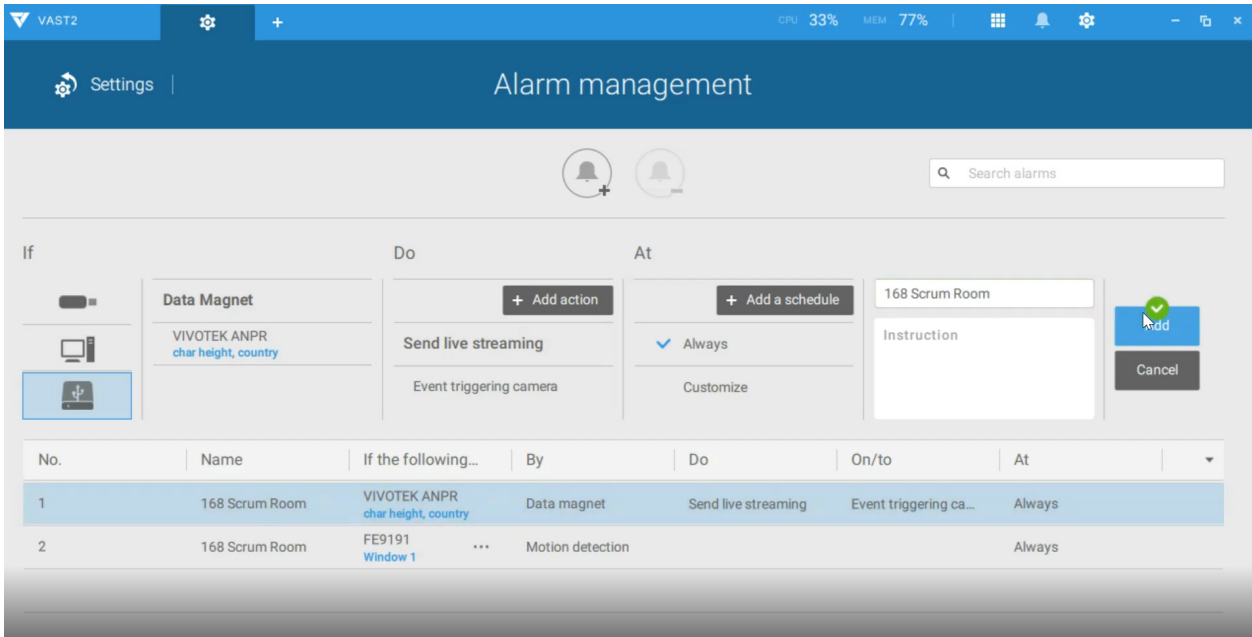 VAST2
+
CPU 33% MEM 77%
Settings
Alarm management
Search alarms
If
Do
At
Data Magnet
VIVOTEK ANPR
char height, country
+ Add action
Send live streaming
Event triggering camera
+ Add a schedule
Always
Customize
168 Scrum Room
Instruction
Add
Cancel
No. Name If the following... By Do On/to At
1 168 Scrum Room VIVOTEK ANPR Data magnet Send live streaming Event triggering ca... Always
char height, country
2 168 Scrum Room FE9191 ... Motion detection Always
Window 1